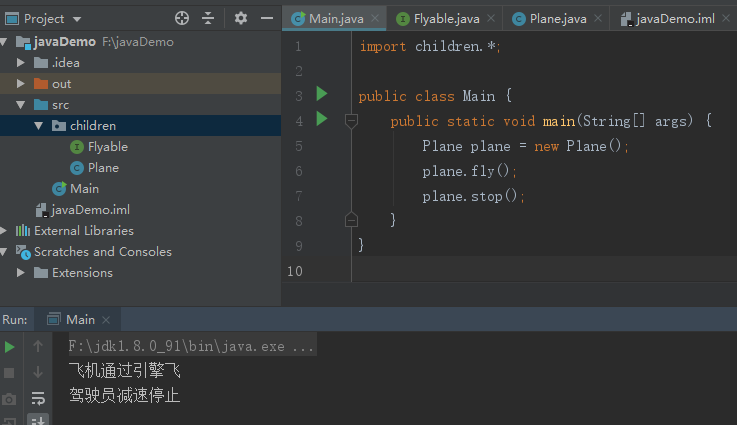 Project
Main.java
Flyable.java
Plane.java
javaDemo.iml
javaDemo F:\javaDemo
.idea
out
src
children
Flyable
Plane
Main
javaDemo.iml
External Libraries
Scratches and Consoles
Extensions
1 import children.*;
2
3 public class Main {
4 public static void main(String[] args) {
5 Plane plane = new Plane();
6 plane.fly();
7 plane.stop();
8 }
9 }
10
Run: Main
F:\jdk1.8.0_91\bin\java.exe ...
飞机通过引擎飞
驾驶员减速停止